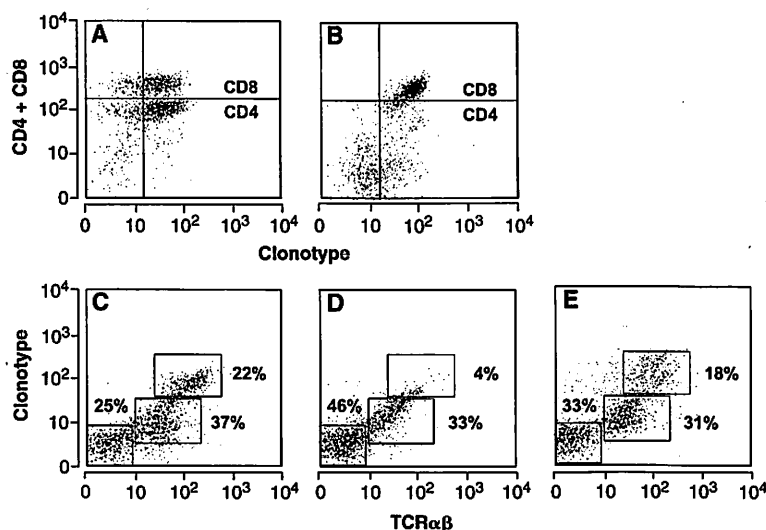 A
B
10⁴
10³
10²
10
0
CD4 + CD8
CD8
CD4
CD8
CD4
0 10 10² 10³ 10⁴
0 10 10² 10³ 10⁴
Clonotype
C
D
E
10⁴
10³
10²
10
0
Clonotype
22%
25%
37%
4%
46%
33%
18%
33%
31%
0 10 10² 10³ 10⁴
0 10 10² 10³ 10⁴
0 10 10² 10³ 10⁴
TCRαβ